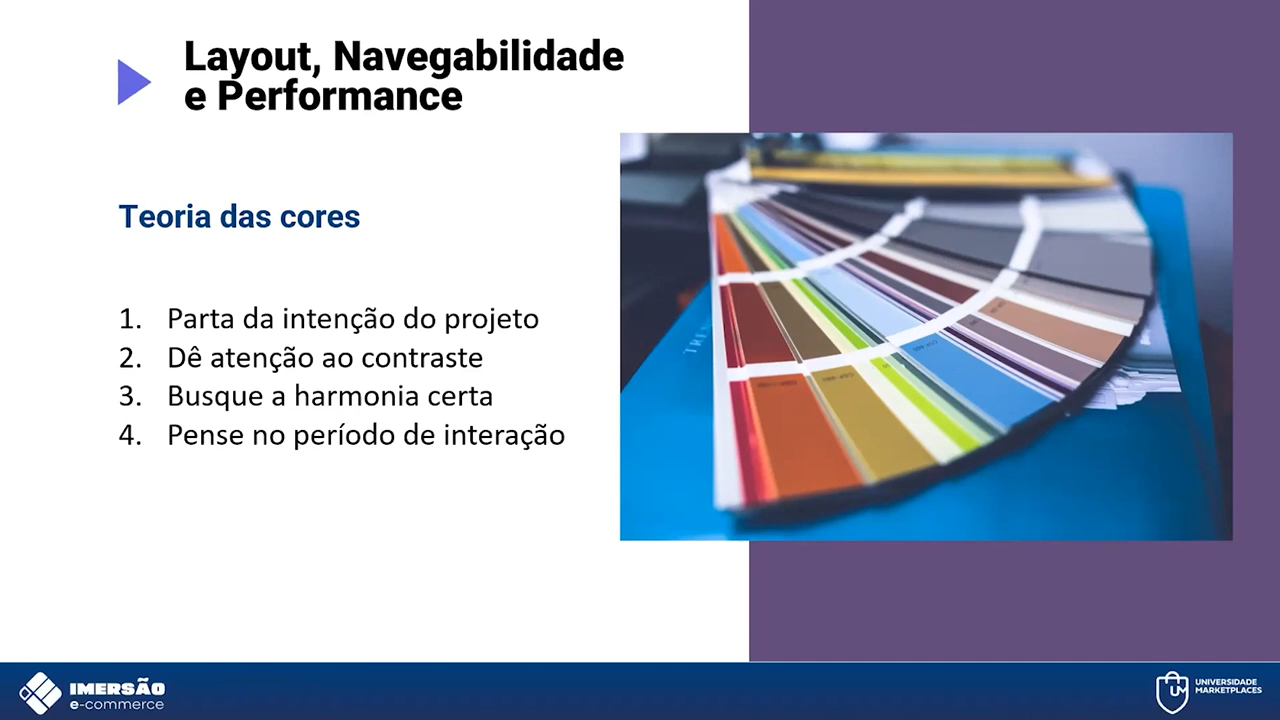 Layout, Navegabilidade
e Performance
Teoria das cores
1. Parta da intenção do projeto
2. Dê atenção ao contraste
3. Busque a harmonia certa
4. Pense no período de interação
IMERSÃO
e-commerce
UM
UNIVERSIDADE
MARKETPLACES